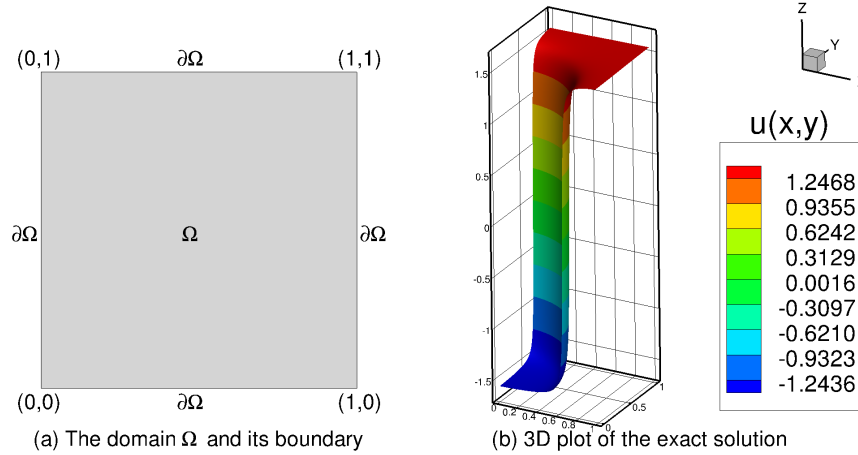 (0,1)
∂Ω
(1,1)
∂Ω
Ω
∂Ω
(0,0)
∂Ω
(1,0)
(a) The domain Ω and its boundary
1.5
1
0.5
0
-0.5
-1
-1.5
0 0.2 0.4 0.6 0.8 1
0
0.5
1
(b) 3D plot of the exact solution
Z
Y
u(x,y)
1.2468
0.9355
0.6242
0.3129
0.0016
-0.3097
-0.6210
-0.9323
-1.2436